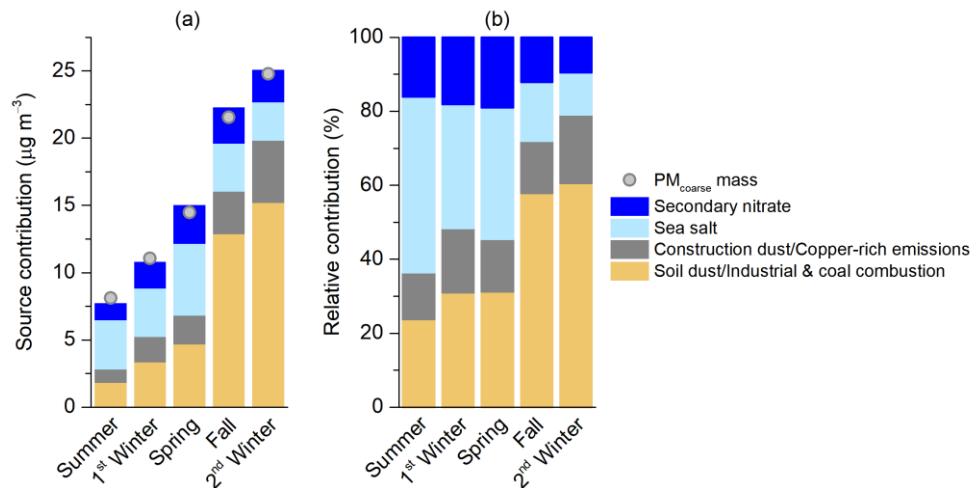 (a)
(b)
Source contribution (μg m⁻³)
25
20
15
10
5
0
Summer
1ˢᵗ Winter
Spring
Fall
2ⁿᵈ Winter
Relative contribution (%)
100
80
60
40
20
0
Summer
1ˢᵗ Winter
Spring
Fall
2ⁿᵈ Winter
PMcoarse mass
Secondary nitrate
Sea salt
Construction dust/Copper-rich emissions
Soil dust/Industrial & coal combustion